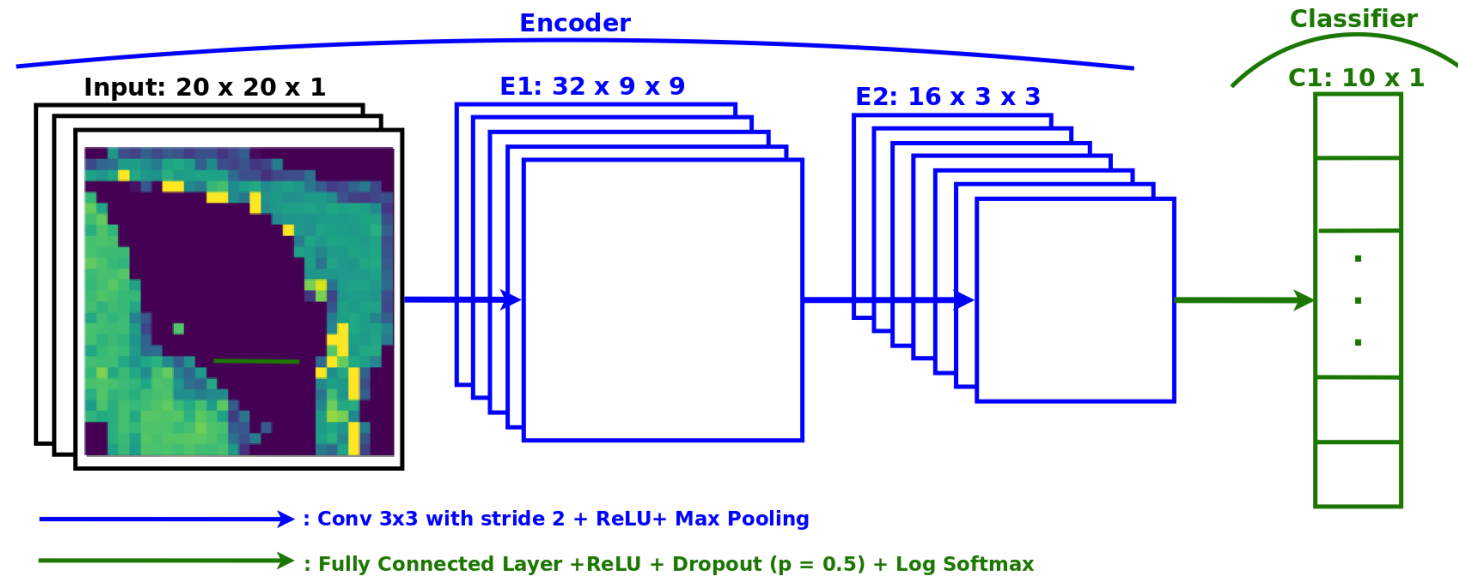 Encoder
Classifier
Input: 20 x 20 x 1
E1: 32 x 9 x 9
E2: 16 x 3 x 3
C1: 10 x 1
: Conv 3x3 with stride 2 + ReLU+ Max Pooling
: Fully Connected Layer +ReLU + Dropout (p = 0.5) + Log Softmax